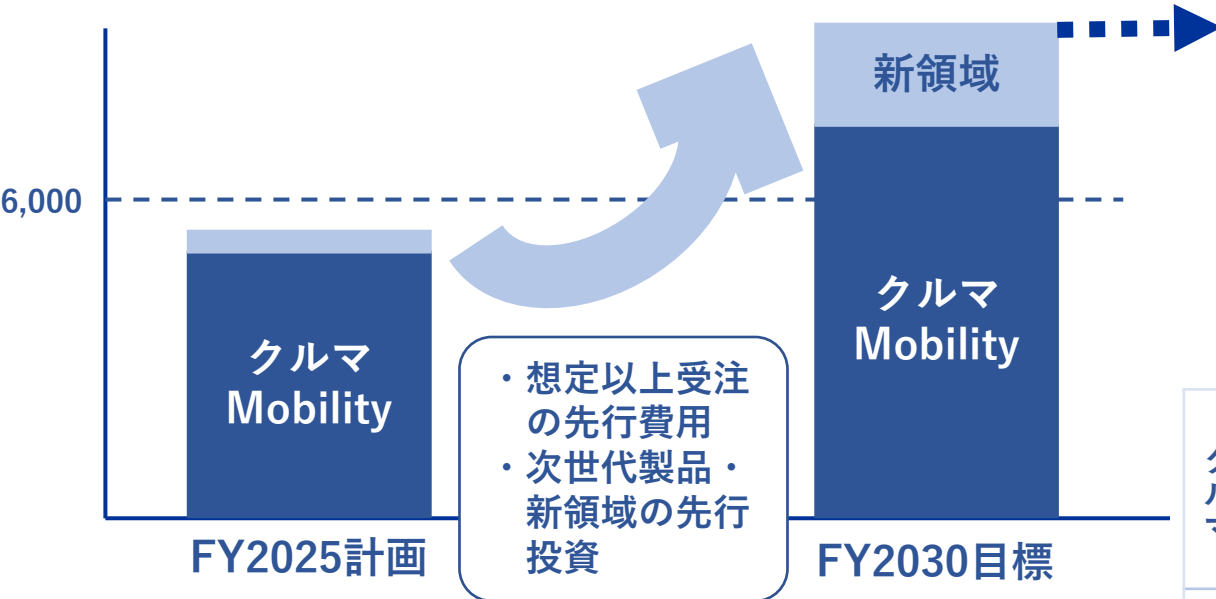 新領域
6,000
クルマ
Mobility
クルマ
Mobility
・想定以上受注
の先行費用
・次世代製品・
新領域の先行
投資
FY2025計画
FY2030目標